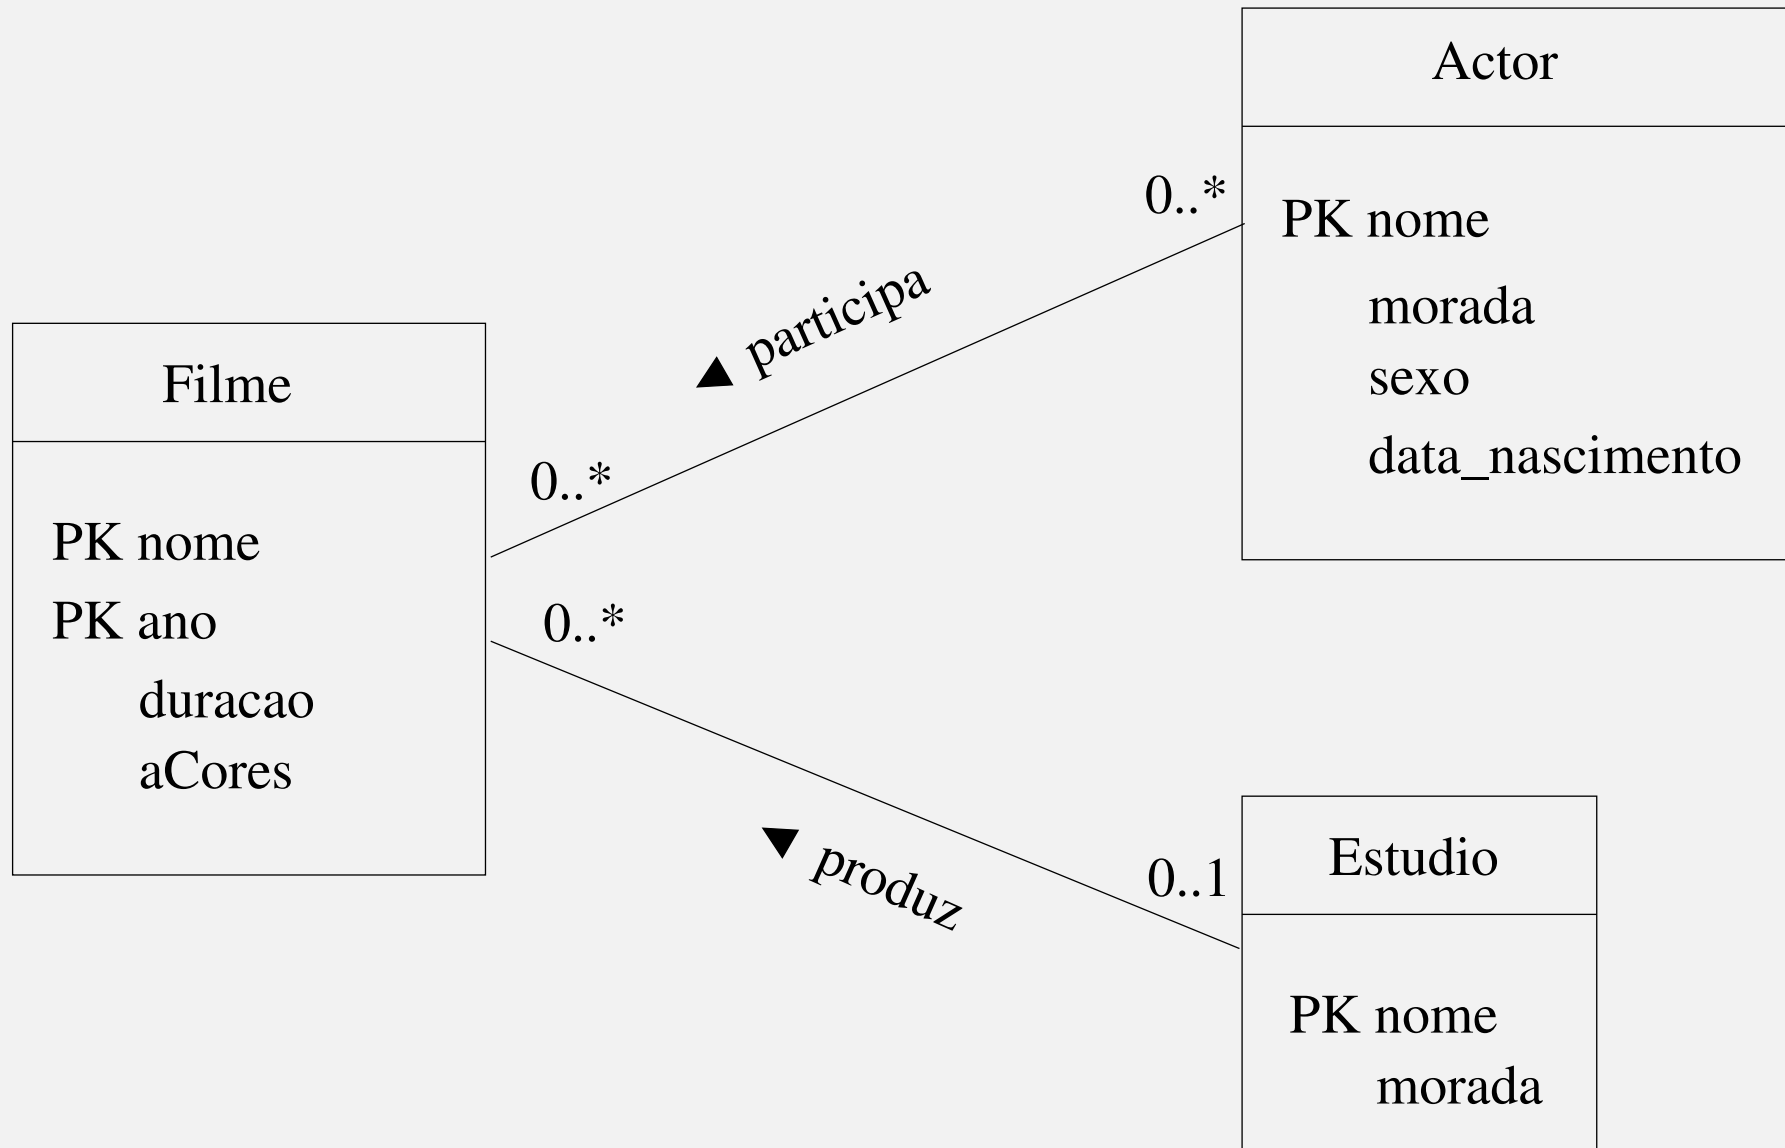 Actor
PK nome
morada
sexo
data_nascimento
0..*
participa
0..*
Filme
PK nome
PK ano
duracao
aCores
0..*
produz
0..1
Estudio
PK nome
morada